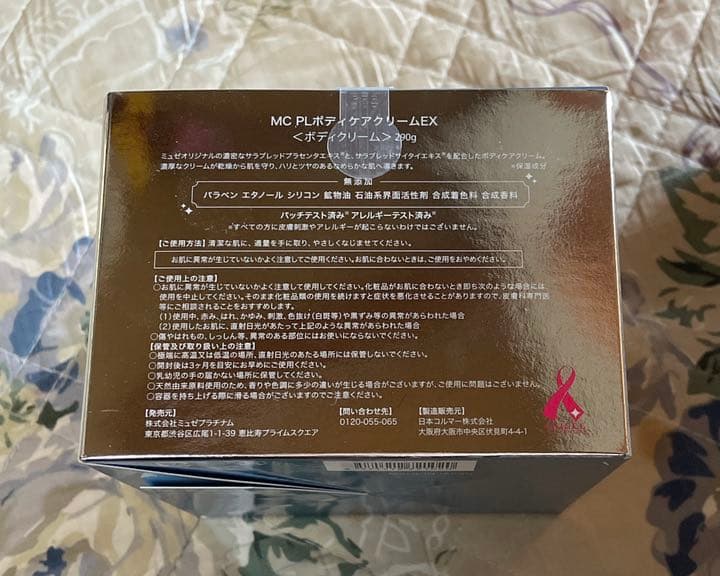 MC PLボディケアクリームEX
＜ボディクリーム＞ 290g
ミュゼオリジナルの濃密なサラブレッドプラセンタエキス※と、サラブレッドサイタイエキス※を配合したボディケアクリーム。
濃厚なクリームが乾燥から肌を守り、ハリとツヤのあるなめらかな肌へ導きます。 ※保湿成分
無添加
パラベン エタノール シリコン 鉱物油 石油系界面活性剤 合成着色料 合成香料
パッチテスト済み※ アレルギーテスト済み※
※すべての方に皮膚刺激やアレルギーが起こらないわけではございません。
【ご使用方法】清潔な肌に、適量を手に取り、やさしくなじませてください。
お肌に異常が生じていないかよく注意してご使用ください。お肌に合わないときは、ご使用をおやめください。
【ご使用上の注意】
○お肌に異常が生じていないかよく注意して使用してください。化粧品がお肌に合わないとき即ち次のような場合には
使用を中止してください。そのまま化粧品類の使用を続けますと症状を悪化させることがありますので、皮膚科専門医
等にご相談されることをおすすめします。
(1)使用中、赤み、はれ、かゆみ、刺激、色抜け(白斑等)や黒ずみ等の異常があらわれた場合
(2)使用したお肌に、直射日光があたって上記のような異常があらわれた場合
○傷やはれもの、しっしん等、異常のある部位にはお使いにならないでください。
【保管及び取り扱い上の注意】
○極端に高温又は低温の場所、直射日光のあたる場所には保管しないでください。
○開封後は3ヶ月を目安にお早めにご使用ください。
○乳幼児の手の届かない場所に保管してください。
○天然由来原料使用のため、香りや色調に多少の違いが生じる場合がございますが、ご使用に問題はございません。
○容器を持ち上げる際に滑る場合がございますのでご注意ください。
【発売元】
株式会社ミュゼプラチナム
東京都渋谷区広尾1-1-39 恵比寿プライムスクエア
【問い合わせ先】
0120-055-065
【製造販売元】
日本コルマー株式会社
大阪府大阪市中央区伏見町4-4-1